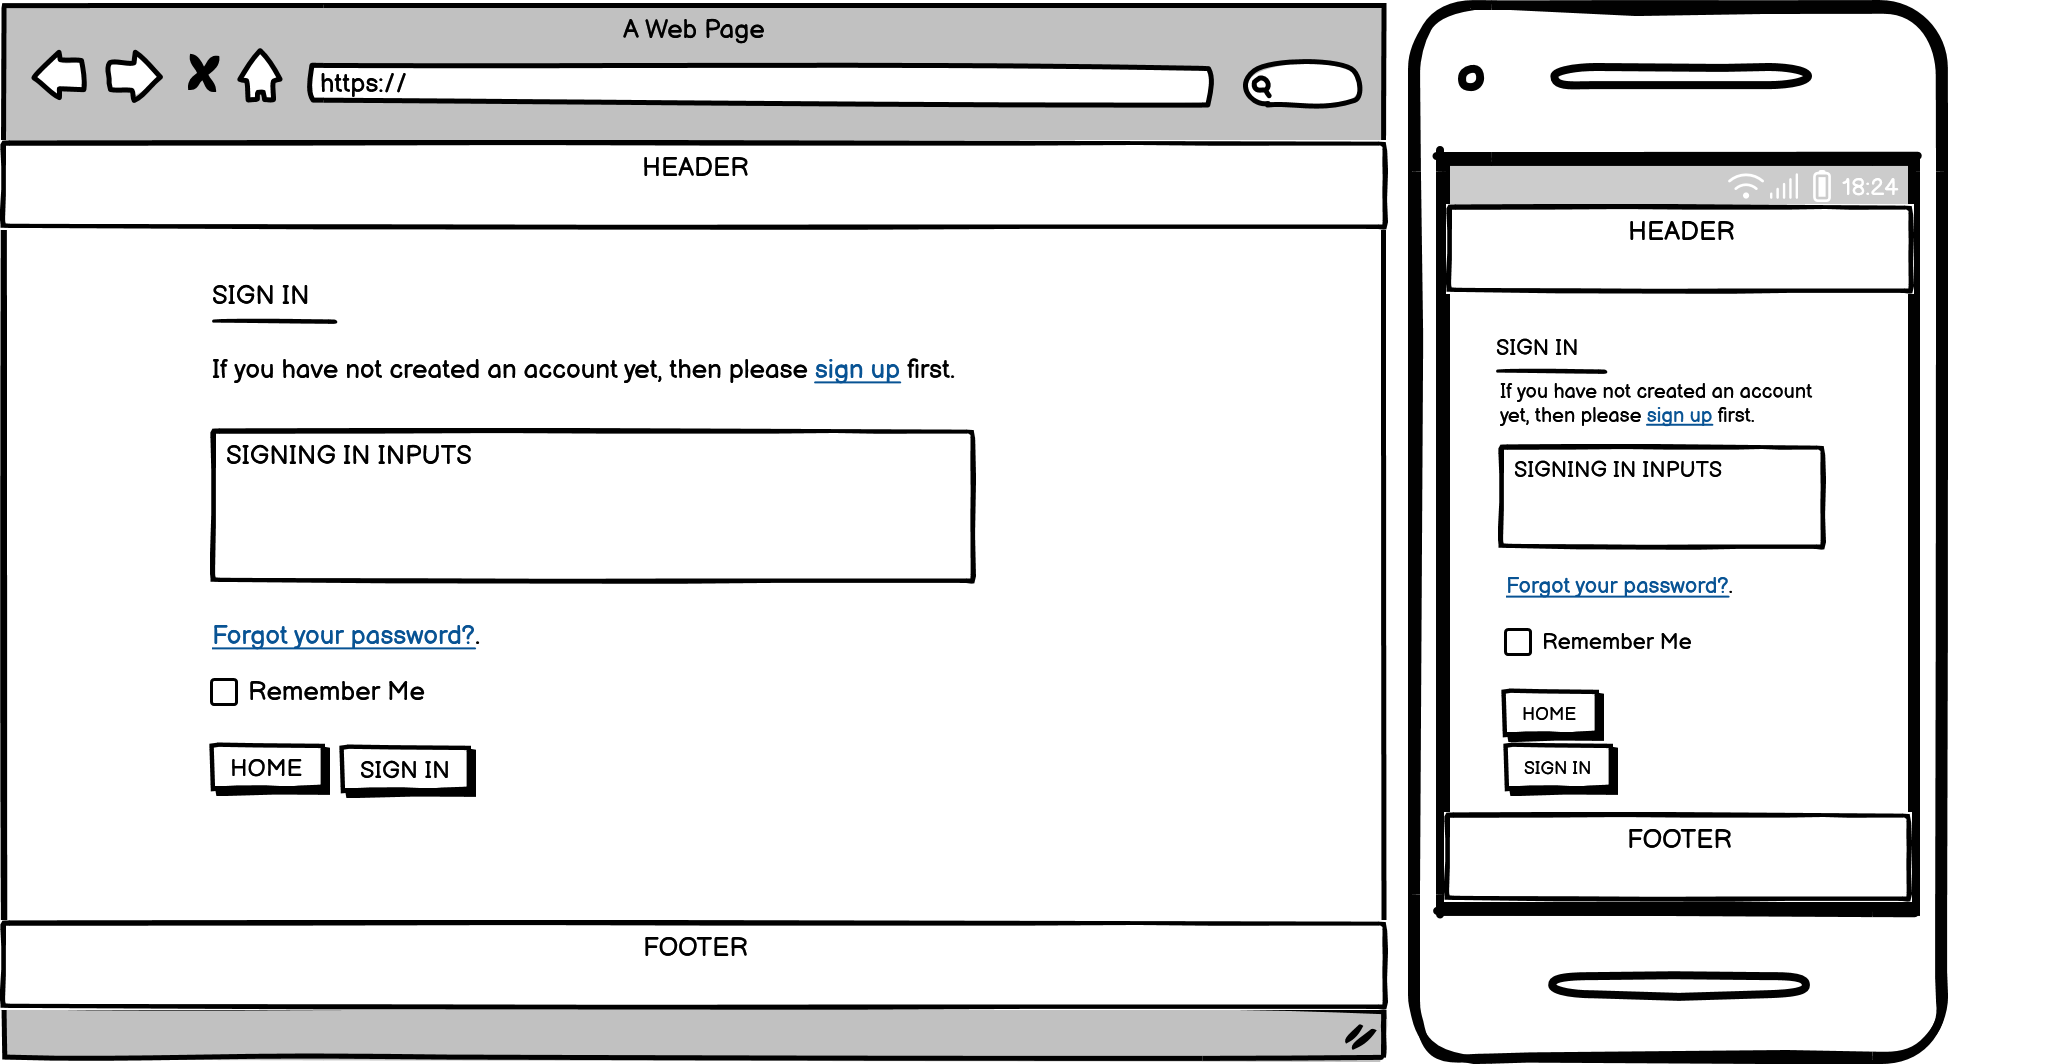 A Web Page
https://
HEADER
SIGN IN
If you have not created an account yet, then please sign up first.
SIGNING IN INPUTS
Forgot your password?.
Remember Me
HOME
SIGN IN
FOOTER
18:24
HEADER
SIGN IN
If you have not created an account
yet, then please sign up first.
SIGNING IN INPUTS
Forgot your password?.
Remember Me
HOME
SIGN IN
FOOTER